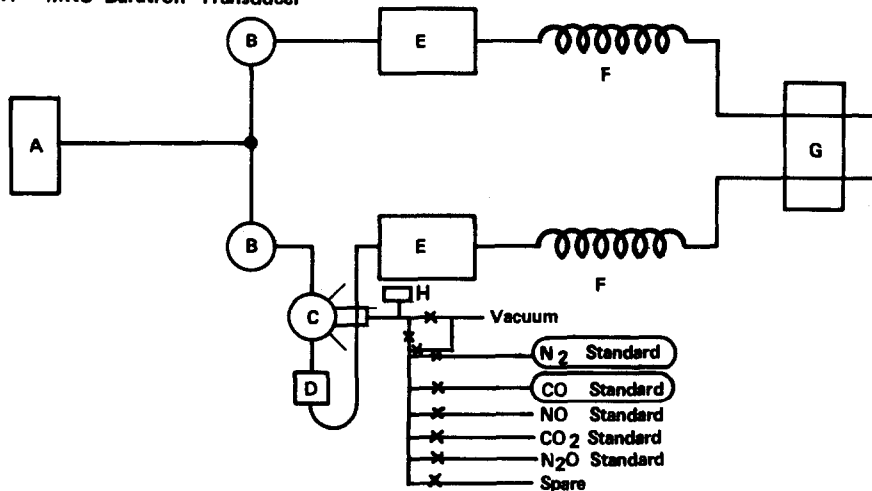 MKS Baratron Transducer
B
E
F
A
G
B
E
F
H
C
Vacuum
N2 Standard
D
CO Standard
NO Standard
CO2 Standard
N2O Standard
Spare